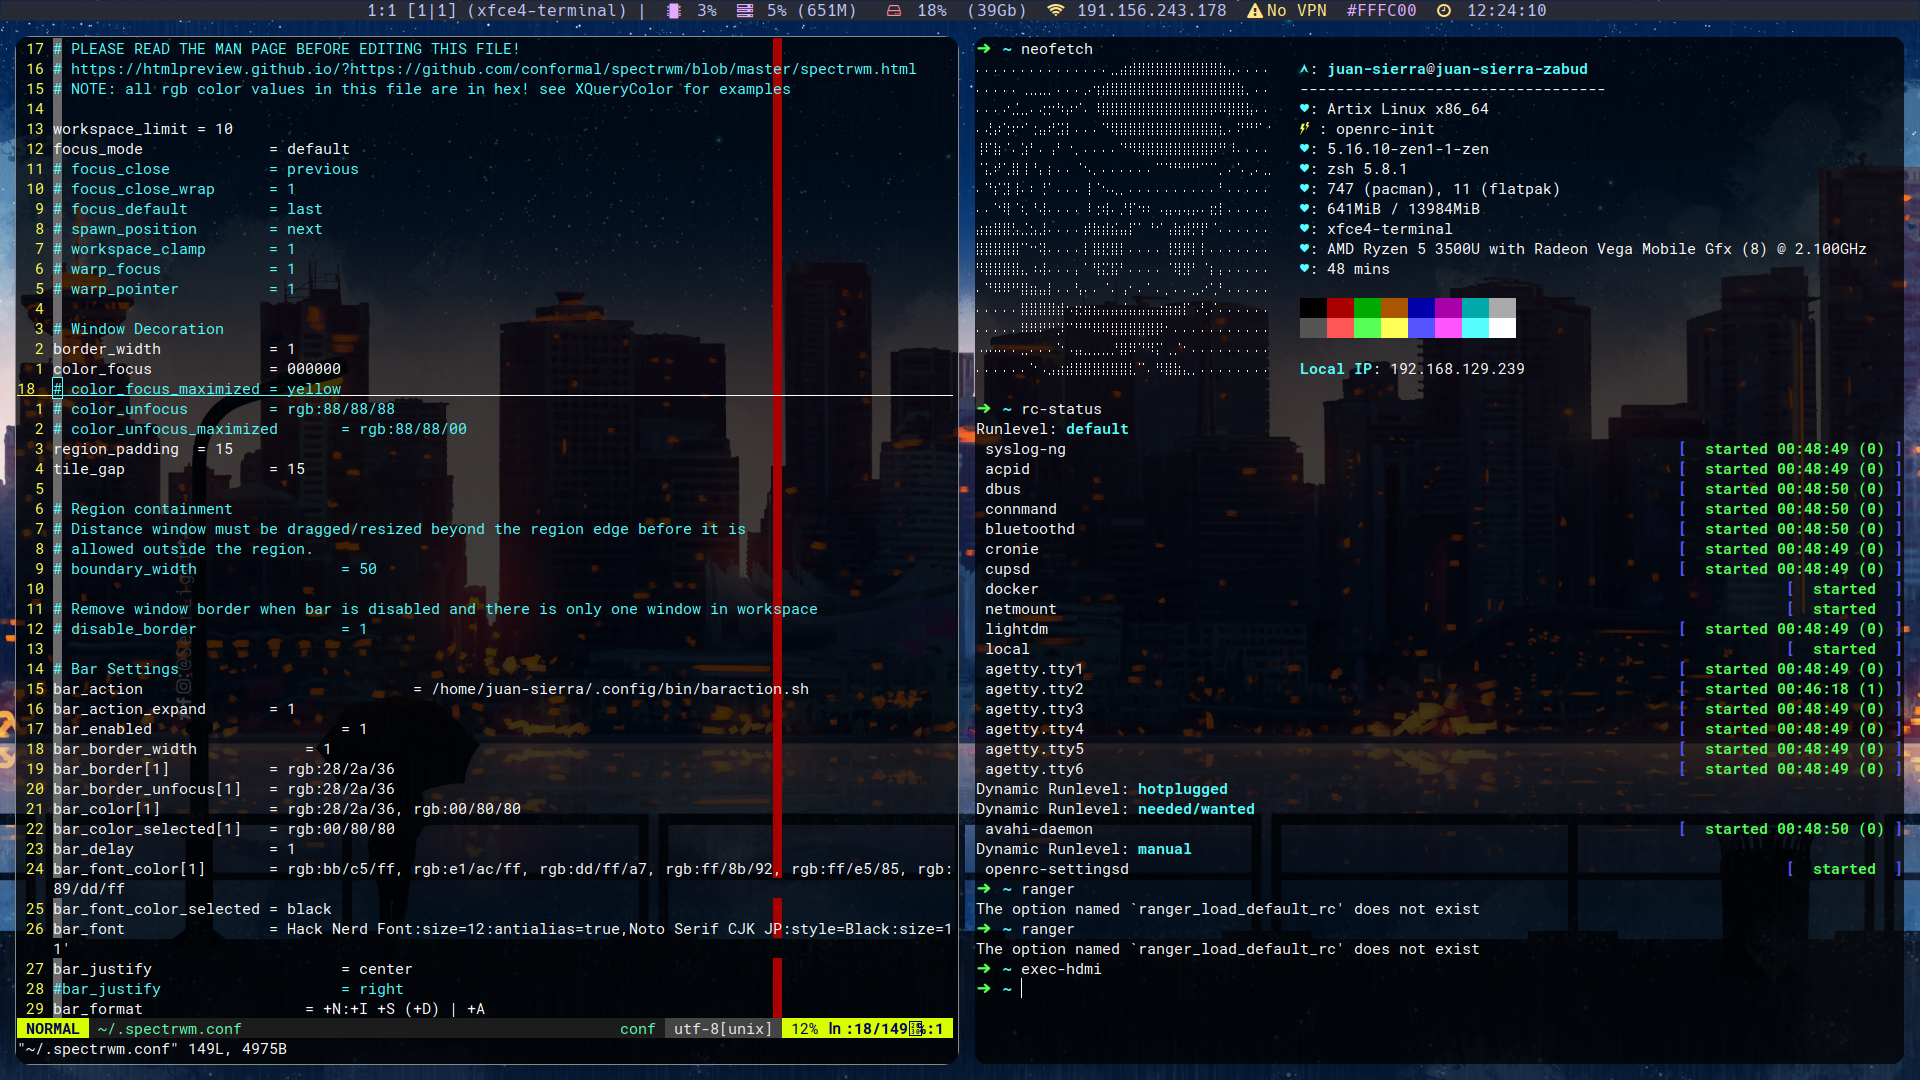 1:1 [1|1] (xfce4-terminal) | 3% 5% (651M) 18% (39Gb) 191.156.243.178 No VPN #FFFC00 12:24:10
17 # PLEASE READ THE MAN PAGE BEFORE EDITING THIS FILE!
16 # https://htmlpreview.github.io/?https://github.com/conformal/spectrwm/blob/master/spectrwm.html
15 # NOTE: all rgb color values in this file are in hex! see XQueryColor for examples
14
13 workspace_limit = 10
12 focus_mode = default
11 # focus_close = previous
10 # focus_close_wrap = 1
9 # focus_default = last
8 # spawn_position = next
7 # workspace_clamp = 1
6 # warp_focus = 1
5 # warp_pointer = 1
4
3 # Window Decoration
2 border_width = 1
1 color_focus = 000000
18 # color_focus_maximized = yellow
1 # color_unfocus = rgb:88/88/88
2 # color_unfocus_maximized = rgb:88/88/00
3 region_padding = 15
4 tile_gap = 15
5
6 # Region containment
7 # Distance window must be dragged/resized beyond the region edge before it is
8 # allowed outside the region.
9 # boundary_width = 50
10
11 # Remove window border when bar is disabled and there is only one window in workspace
12 # disable_border = 1
13
14 # Bar Settings
15 bar_action = /home/juan-sierra/.config/bin/baraction.sh
16 bar_action_expand = 1
17 bar_enabled = 1
18 bar_border_width = 1
19 bar_border[1] = rgb:28/2a/36
20 bar_border_unfocus[1] = rgb:28/2a/36
21 bar_color[1] = rgb:28/2a/36, rgb:00/80/80
22 bar_color_selected[1] = rgb:00/80/80
23 bar_delay = 1
24 bar_font_color[1] = rgb:bb/c5/ff, rgb:e1/ac/ff, rgb:dd/ff/a7, rgb:ff/8b/92, rgb:ff/e5/85, rgb:
89/dd/ff
25 bar_font_color_selected = black
26 bar_font = Hack Nerd Font:size=12:antialias=true,Noto Serif CJK JP:style=Black:size=1
1'
27 bar_justify = center
28 #bar_justify = right
29 bar_format = +N:+I +S (+D) | +A
NORMAL ~/.spectrwm.conf conf utf-8[unix] 12% ln :18/149 :1
"~/.spectrwm.conf" 149L, 4975B
➜ ~ neofetch
: juan-sierra@juan-sierra-zabud
----------------------------------
♥: Artix Linux x86_64
⚡ : openrc-init
♥: 5.16.10-zen1-1-zen
♥: zsh 5.8.1
♥: 747 (pacman), 11 (flatpak)
♥: 641MiB / 13984MiB
♥: xfce4-terminal
♥: AMD Ryzen 5 3500U with Radeon Vega Mobile Gfx (8) @ 2.100GHz
♥: 48 mins
Local IP: 192.168.129.239
➜ ~ rc-status
Runlevel: default
syslog-ng [ started 00:48:49 (0) ]
acpid [ started 00:48:49 (0) ]
dbus [ started 00:48:50 (0) ]
connmand [ started 00:48:50 (0) ]
bluetoothd [ started 00:48:50 (0) ]
cronie [ started 00:48:49 (0) ]
cupsd [ started 00:48:49 (0) ]
docker [ started ]
netmount [ started ]
lightdm [ started 00:48:49 (0) ]
local [ started ]
agetty.tty1 [ started 00:48:49 (0) ]
agetty.tty2 [ started 00:46:18 (1) ]
agetty.tty3 [ started 00:48:49 (0) ]
agetty.tty4 [ started 00:48:49 (0) ]
agetty.tty5 [ started 00:48:49 (0) ]
agetty.tty6 [ started 00:48:49 (0) ]
Dynamic Runlevel: hotplugged
Dynamic Runlevel: needed/wanted
avahi-daemon [ started 00:48:50 (0) ]
Dynamic Runlevel: manual
openrc-settingsd [ started ]
➜ ~ ranger
The option named `ranger_load_default_rc' does not exist
➜ ~ ranger
The option named `ranger_load_default_rc' does not exist
➜ ~ exec-hdmi
➜ ~